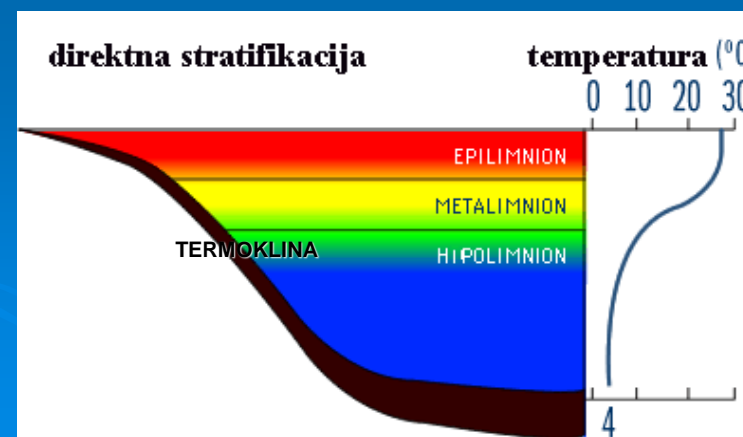 direktna stratifikacija
temperatura (°C
0 10 20 30
EPILIMNION
METALIMNION
TERMOKLINA
HIPOLIMNION
4